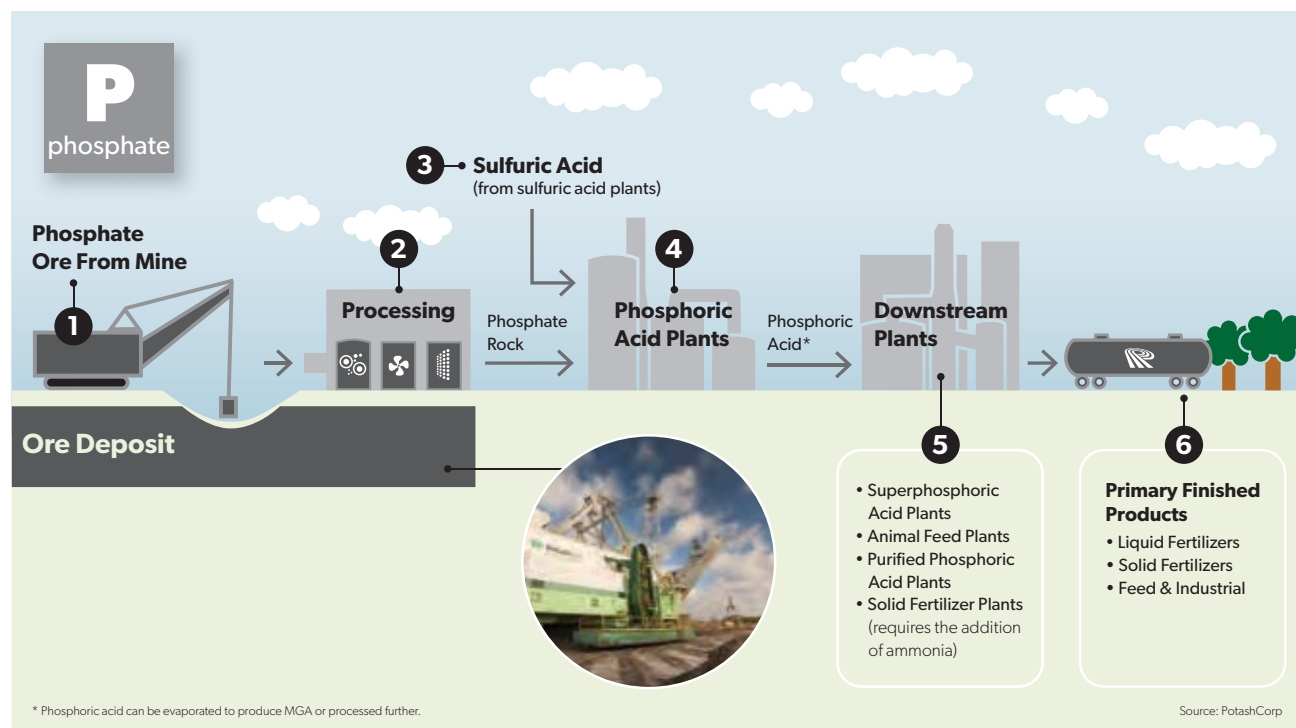 P
phosphate
3
Sulfuric Acid
(from sulfuric acid plants)
Phosphate
Ore From Mine
1
2
Processing
Phosphate
Rock
4
Phosphoric
Acid Plants
Phosphoric
Acid*
Downstream
Plants
Ore Deposit
5
• Superphosphoric
Acid Plants
• Animal Feed Plants
• Purified Phosphoric
Acid Plants
• Solid Fertilizer Plants
(requires the addition
of ammonia)
6
Primary Finished
Products
• Liquid Fertilizers
• Solid Fertilizers
• Feed & Industrial
* Phosphoric acid can be evaporated to produce MGA or processed further.
Source: PotashCorp